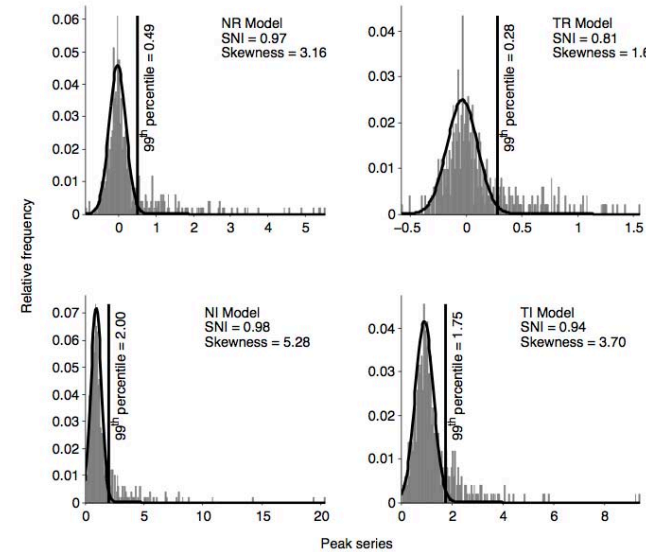 NR Model
SNI = 0.97
Skewness = 3.16
99th percentile = 0.49
0.06
0.05
0.04
0.03
0.02
0.01
0
0 1 2 3 4 5
TR Model
SNI = 0.81
Skewness = 1.6
99th percentile = 0.28
0.04
0.03
0.02
0.01
0
−0.5 0 0.5 1 1.5
Relative frequency
NI Model
SNI = 0.98
Skewness = 5.28
99th percentile = 2.00
0.07
0.06
0.05
0.04
0.03
0.02
0.01
0
0 5 10 15 20
TI Model
SNI = 0.94
Skewness = 3.70
99th percentile = 1.75
0.04
0.03
0.02
0.01
0
0 2 4 6 8
Peak series